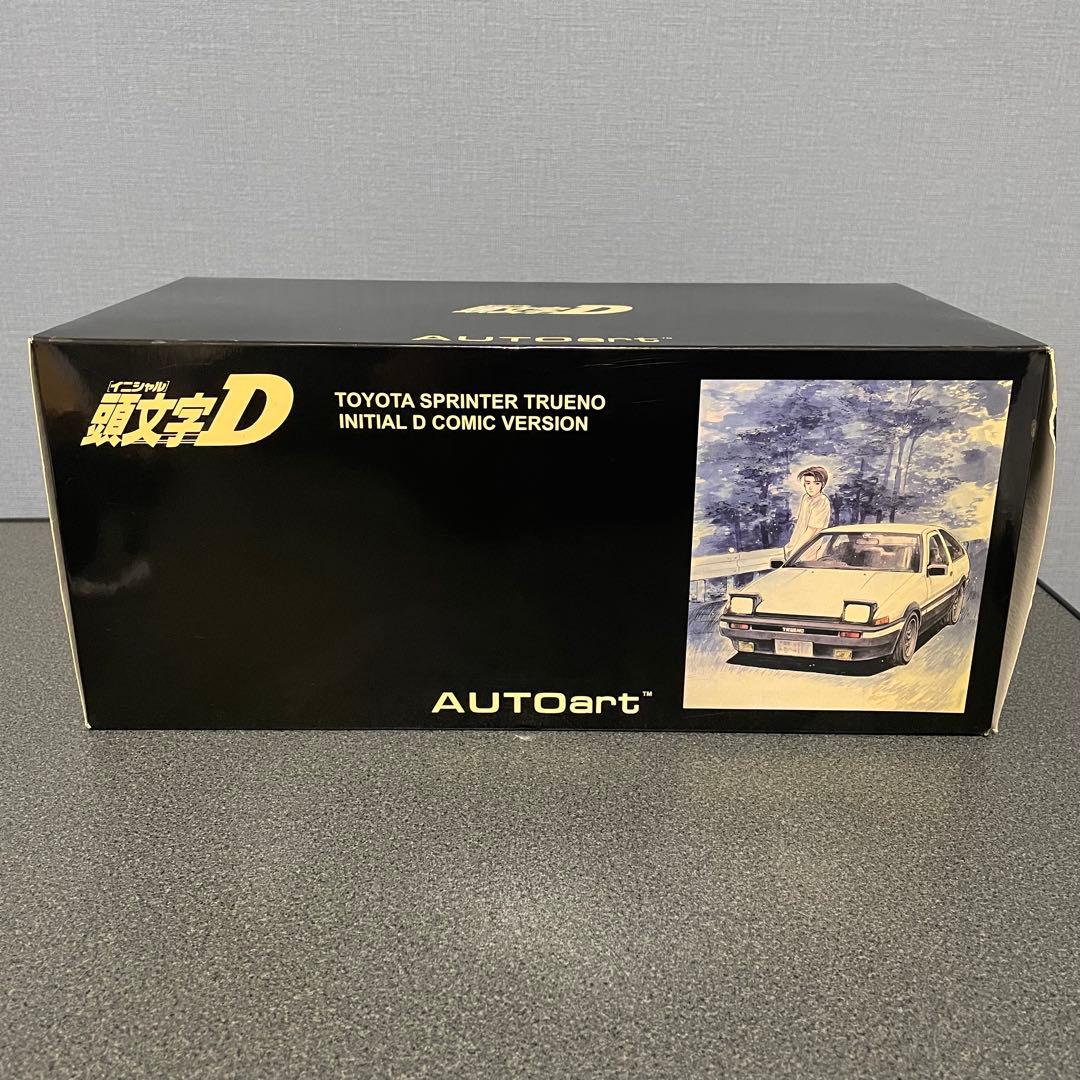 頭文字D
AUTOart™
[イニシャル]
頭文字D
TOYOTA SPRINTER TRUENO
INITIAL D COMIC VERSION
TRUENO
AUTOart™